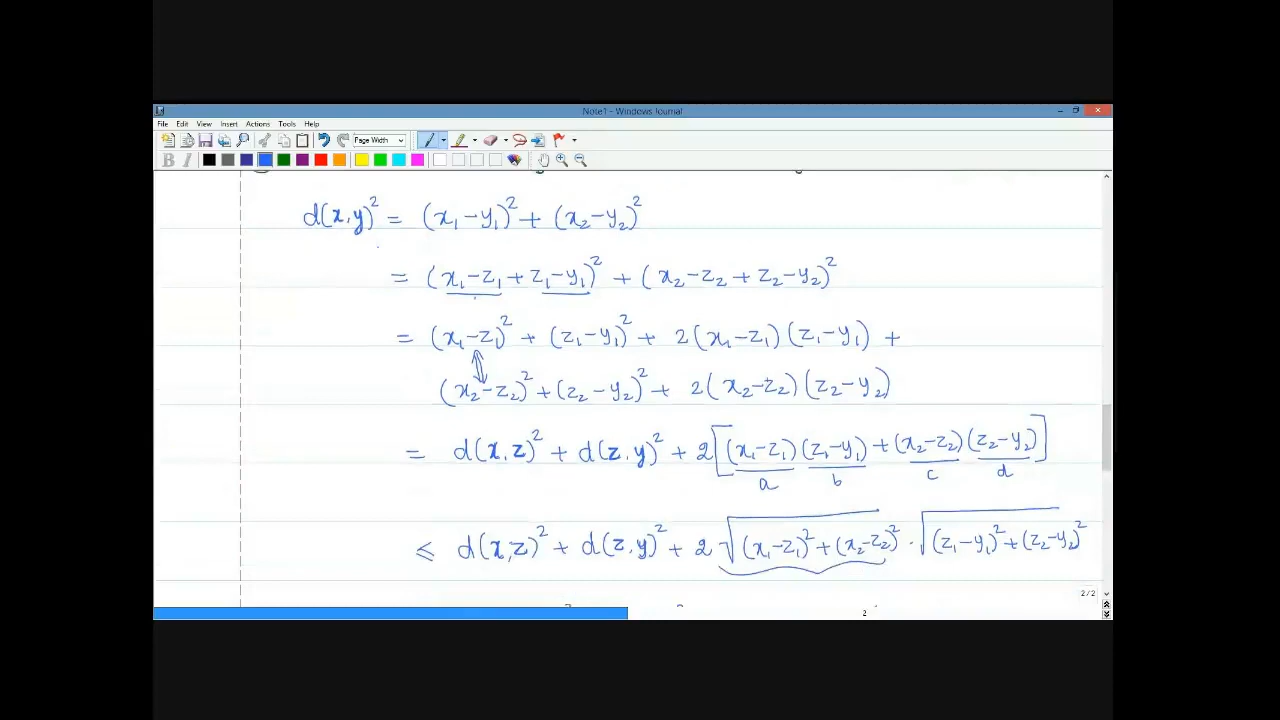 Note1 - Windows Journal
File Edit View Insert Actions Tools Help
Page Width
B I
d(x,y)² = (x₁-y₁)² + (x₂-y₂)²
= (x₁-z₁+z₁-y₁)² + (x₂-z₂+z₂-y₂)²
= (x₁-z₁)² + (z₁-y₁)² + 2(x₁-z₁)(z₁-y₁) +
(x₂-z₂)² + (z₂-y₂)² + 2(x₂-z₂)(z₂-y₂)
= d(x,z)² + d(z,y)² + 2[(x₁-z₁)(z₁-y₁) + (x₂-z₂)(z₂-y₂)]
a b c d
≤ d(x,z)² + d(z,y)² + 2√(x₁-z₁)²+(x₂-z₂)² · √(z₁-y₁)²+(z₂-y₂)²
2/2
2